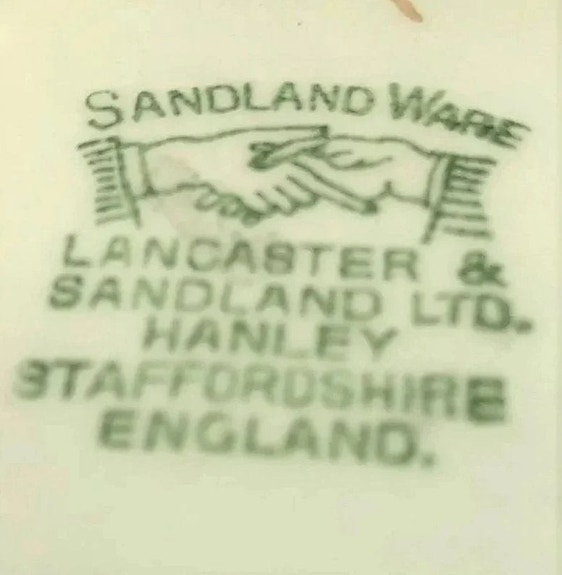 SANDLAND WARE
LANCASTER &
SANDLAND LTD.
HANLEY
STAFFORDSHIRE
ENGLAND.